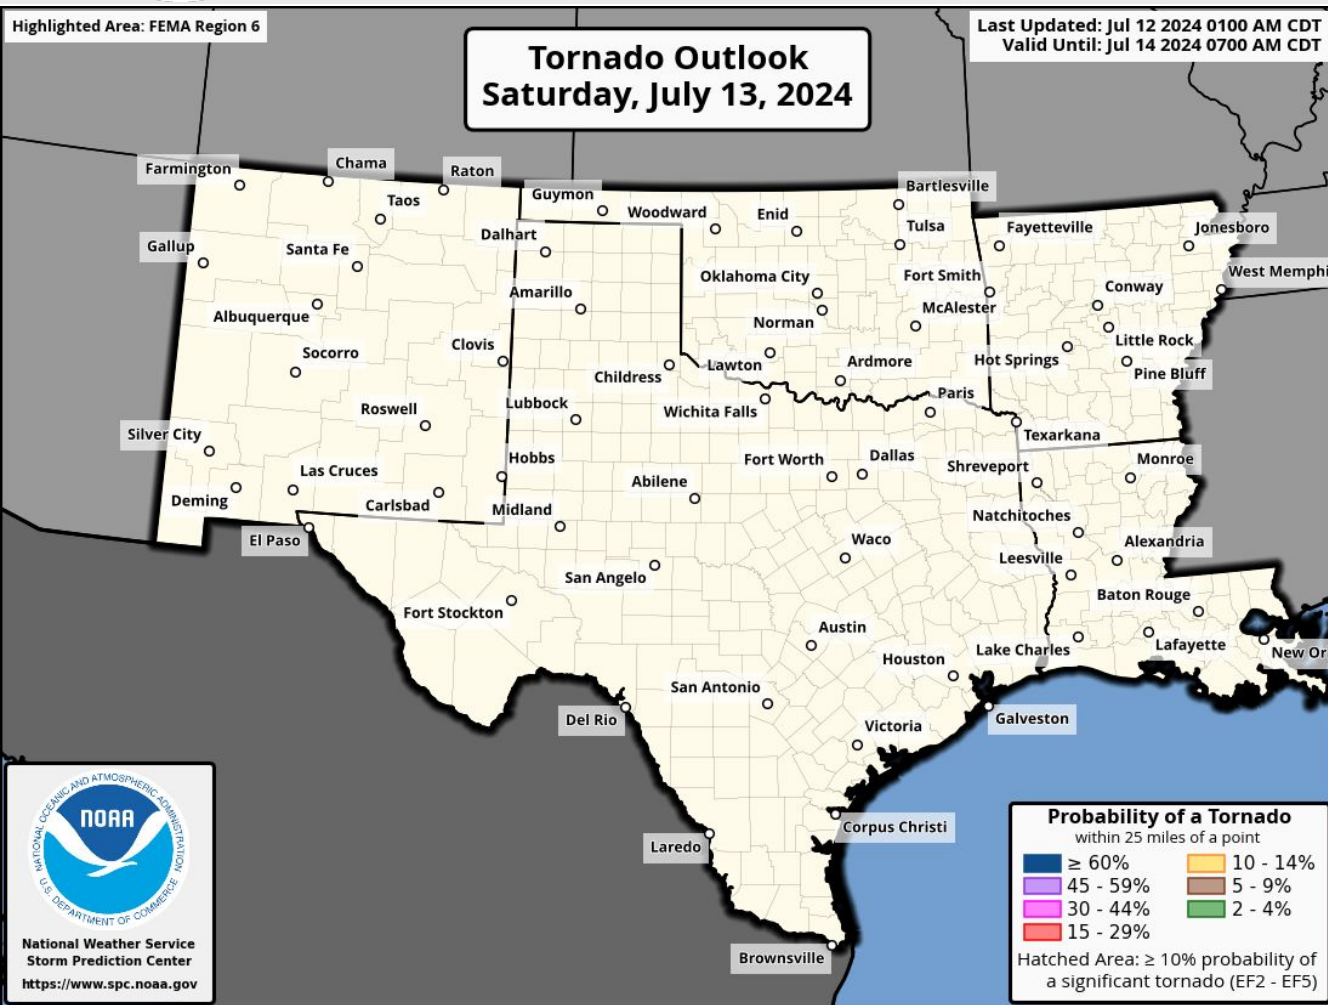 Highlighted Area: FEMA Region 6
Last Updated: Jul 12 2024 0100 AM CDT
Valid Until: Jul 14 2024 0700 AM CDT
Tornado Outlook
Saturday, July 13, 2024
Farmington
Chama
Raton
Taos
Guymon
Woodward
Enid
Bartlesville
Tulsa
Fayetteville
Jonesboro
Gallup
Santa Fe
Dalhart
Oklahoma City
Fort Smith
West Memphi
Conway
Albuquerque
Amarillo
Norman
McAlester
Little Rock
Socorro
Clovis
Childress
Lawton
Ardmore
Hot Springs
Pine Bluff
Roswell
Lubbock
Wichita Falls
Paris
Texarkana
Silver City
Las Cruces
Hobbs
Fort Worth
Dallas
Shreveport
Monroe
Deming
Carlsbad
Midland
Abilene
Natchitoches
El Paso
Waco
Leesville
Alexandria
San Angelo
Fort Stockton
Baton Rouge
Austin
Houston
Lake Charles
Lafayette
New Or
San Antonio
Del Rio
Victoria
Galveston
Laredo
Corpus Christi
Brownsville
NATIONAL OCEANIC AND ATMOSPHERIC ADMINISTRATION
NOAA
U.S. DEPARTMENT OF COMMERCE
National Weather Service
Storm Prediction Center
https://www.spc.noaa.gov
Probability of a Tornado
within 25 miles of a point
≥ 60%
10 - 14%
45 - 59%
5 - 9%
30 - 44%
2 - 4%
15 - 29%
Hatched Area: ≥ 10% probability of
a significant tornado (EF2 - EF5)